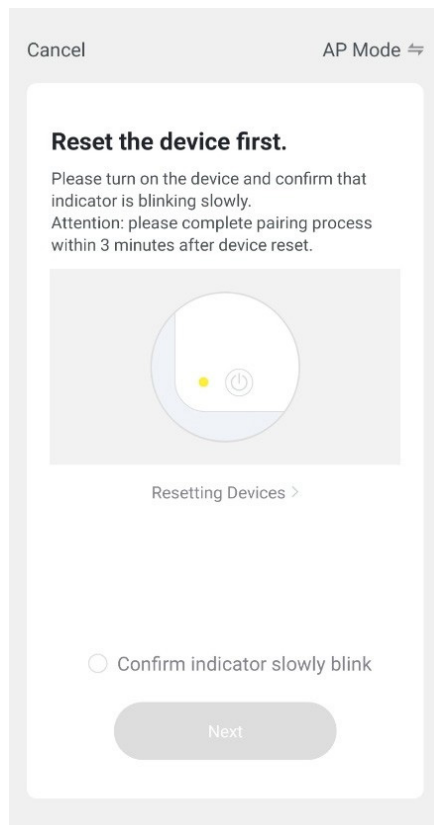 Cancel
AP Mode
Reset the device first.
Please turn on the device and confirm that
indicator is blinking slowly.
Attention: please complete pairing process
within 3 minutes after device reset.
Resetting Devices >
Confirm indicator slowly blink
Next